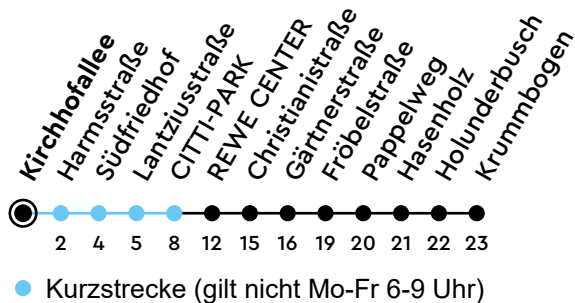 Kirchhofallee
Harmsstraße
Südfriedhof
Lantziusstraße
CITTI-PARK
REWE CENTER
Christianistraße
Gärtnerstraße
Fröbelstraße
Pappelweg
Hasenholz
Holunderbusch
Krummbogen
2 4 5 8 12 15 16 19 20 21 22 23
Kurzstrecke (gilt nicht Mo-Fr 6-9 Uhr)